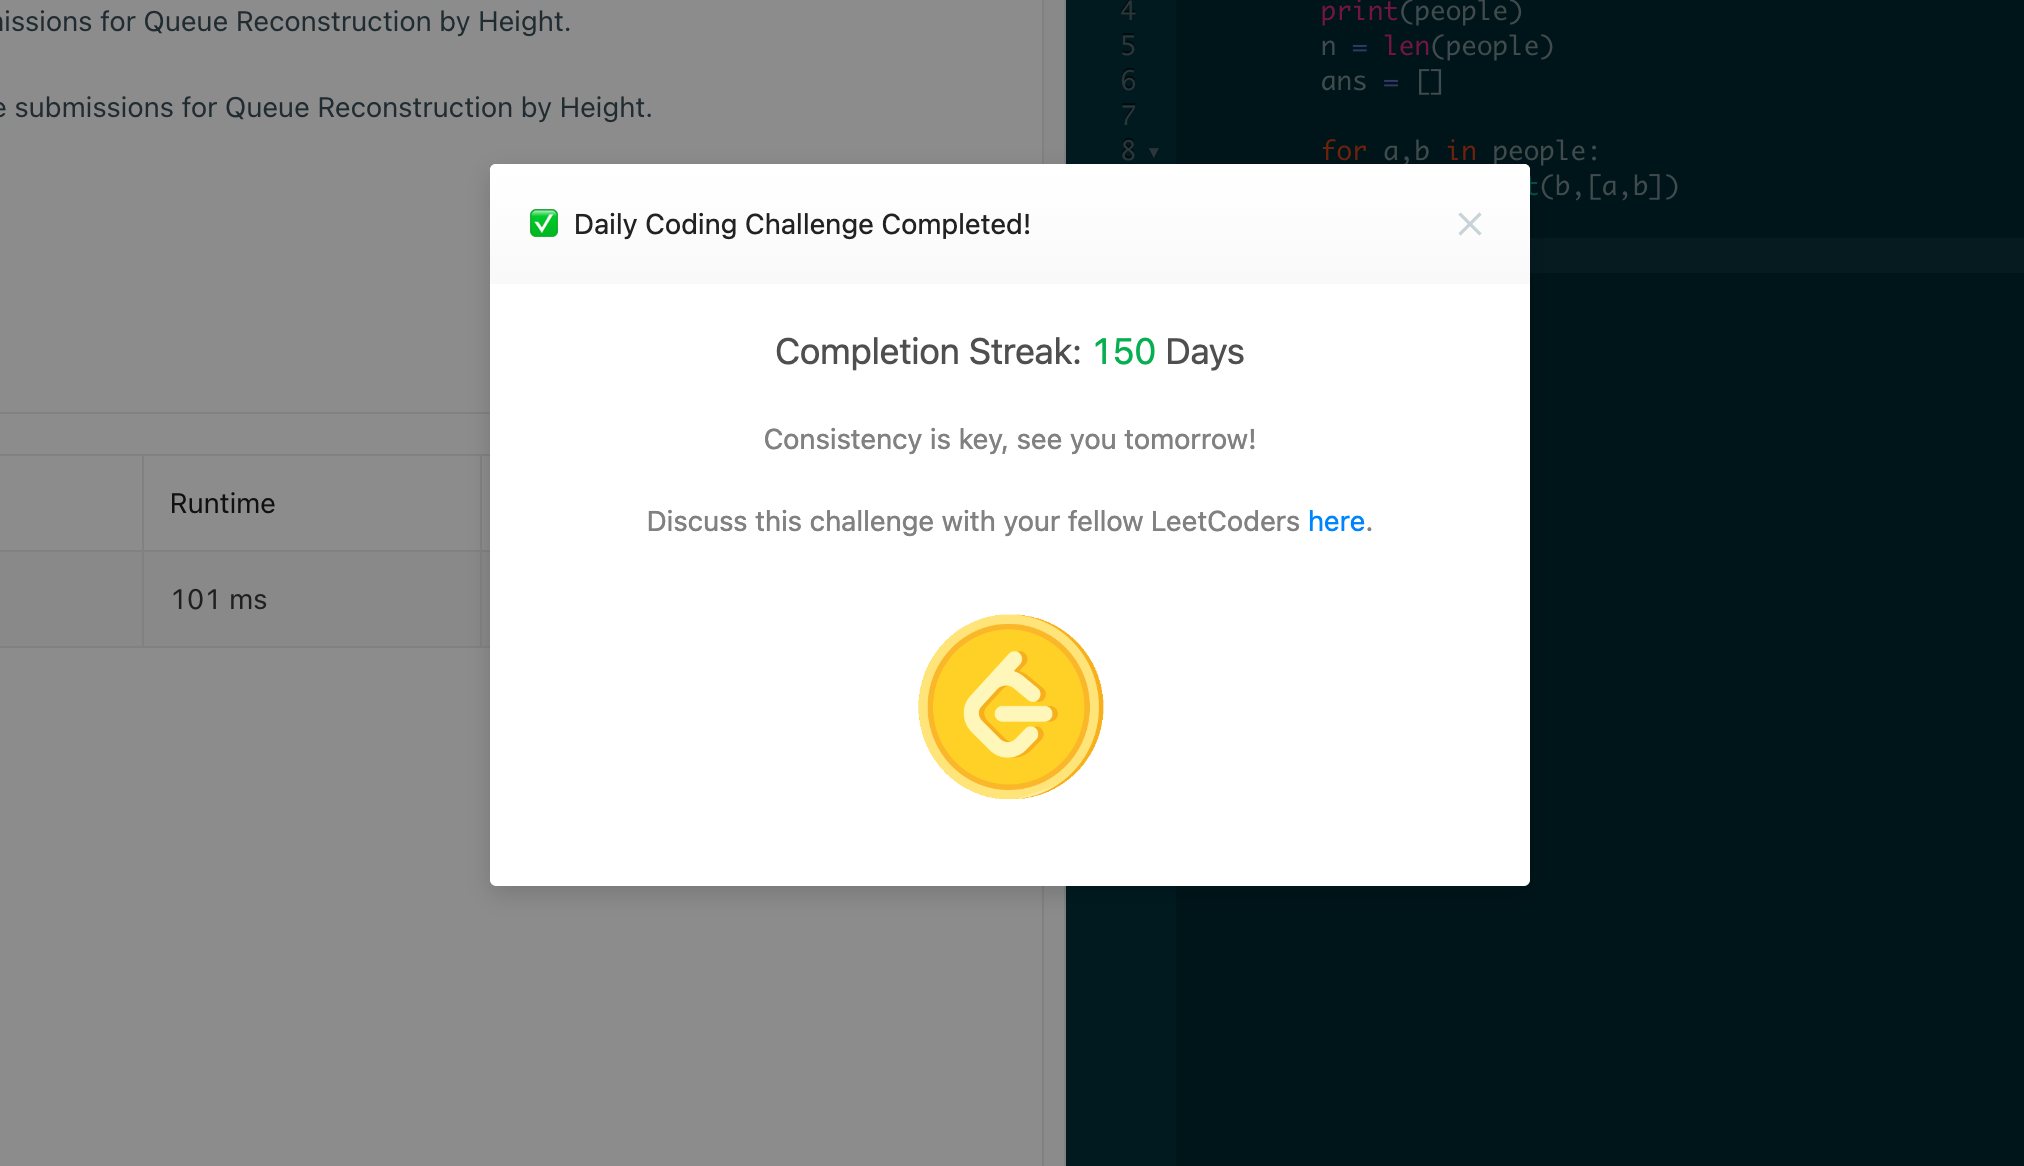 for Queue Reconstruction by Height.
submissions for Queue Reconstruction by Height.
Runtime
101 ms
4 print(people)
5 n = len(people)
6 ans = []
7
8 for a,b in people:
(b,[a,b])
✅ Daily Coding Challenge Completed!
Completion Streak: 150 Days
Consistency is key, see you tomorrow!
Discuss this challenge with your fellow LeetCoders here.